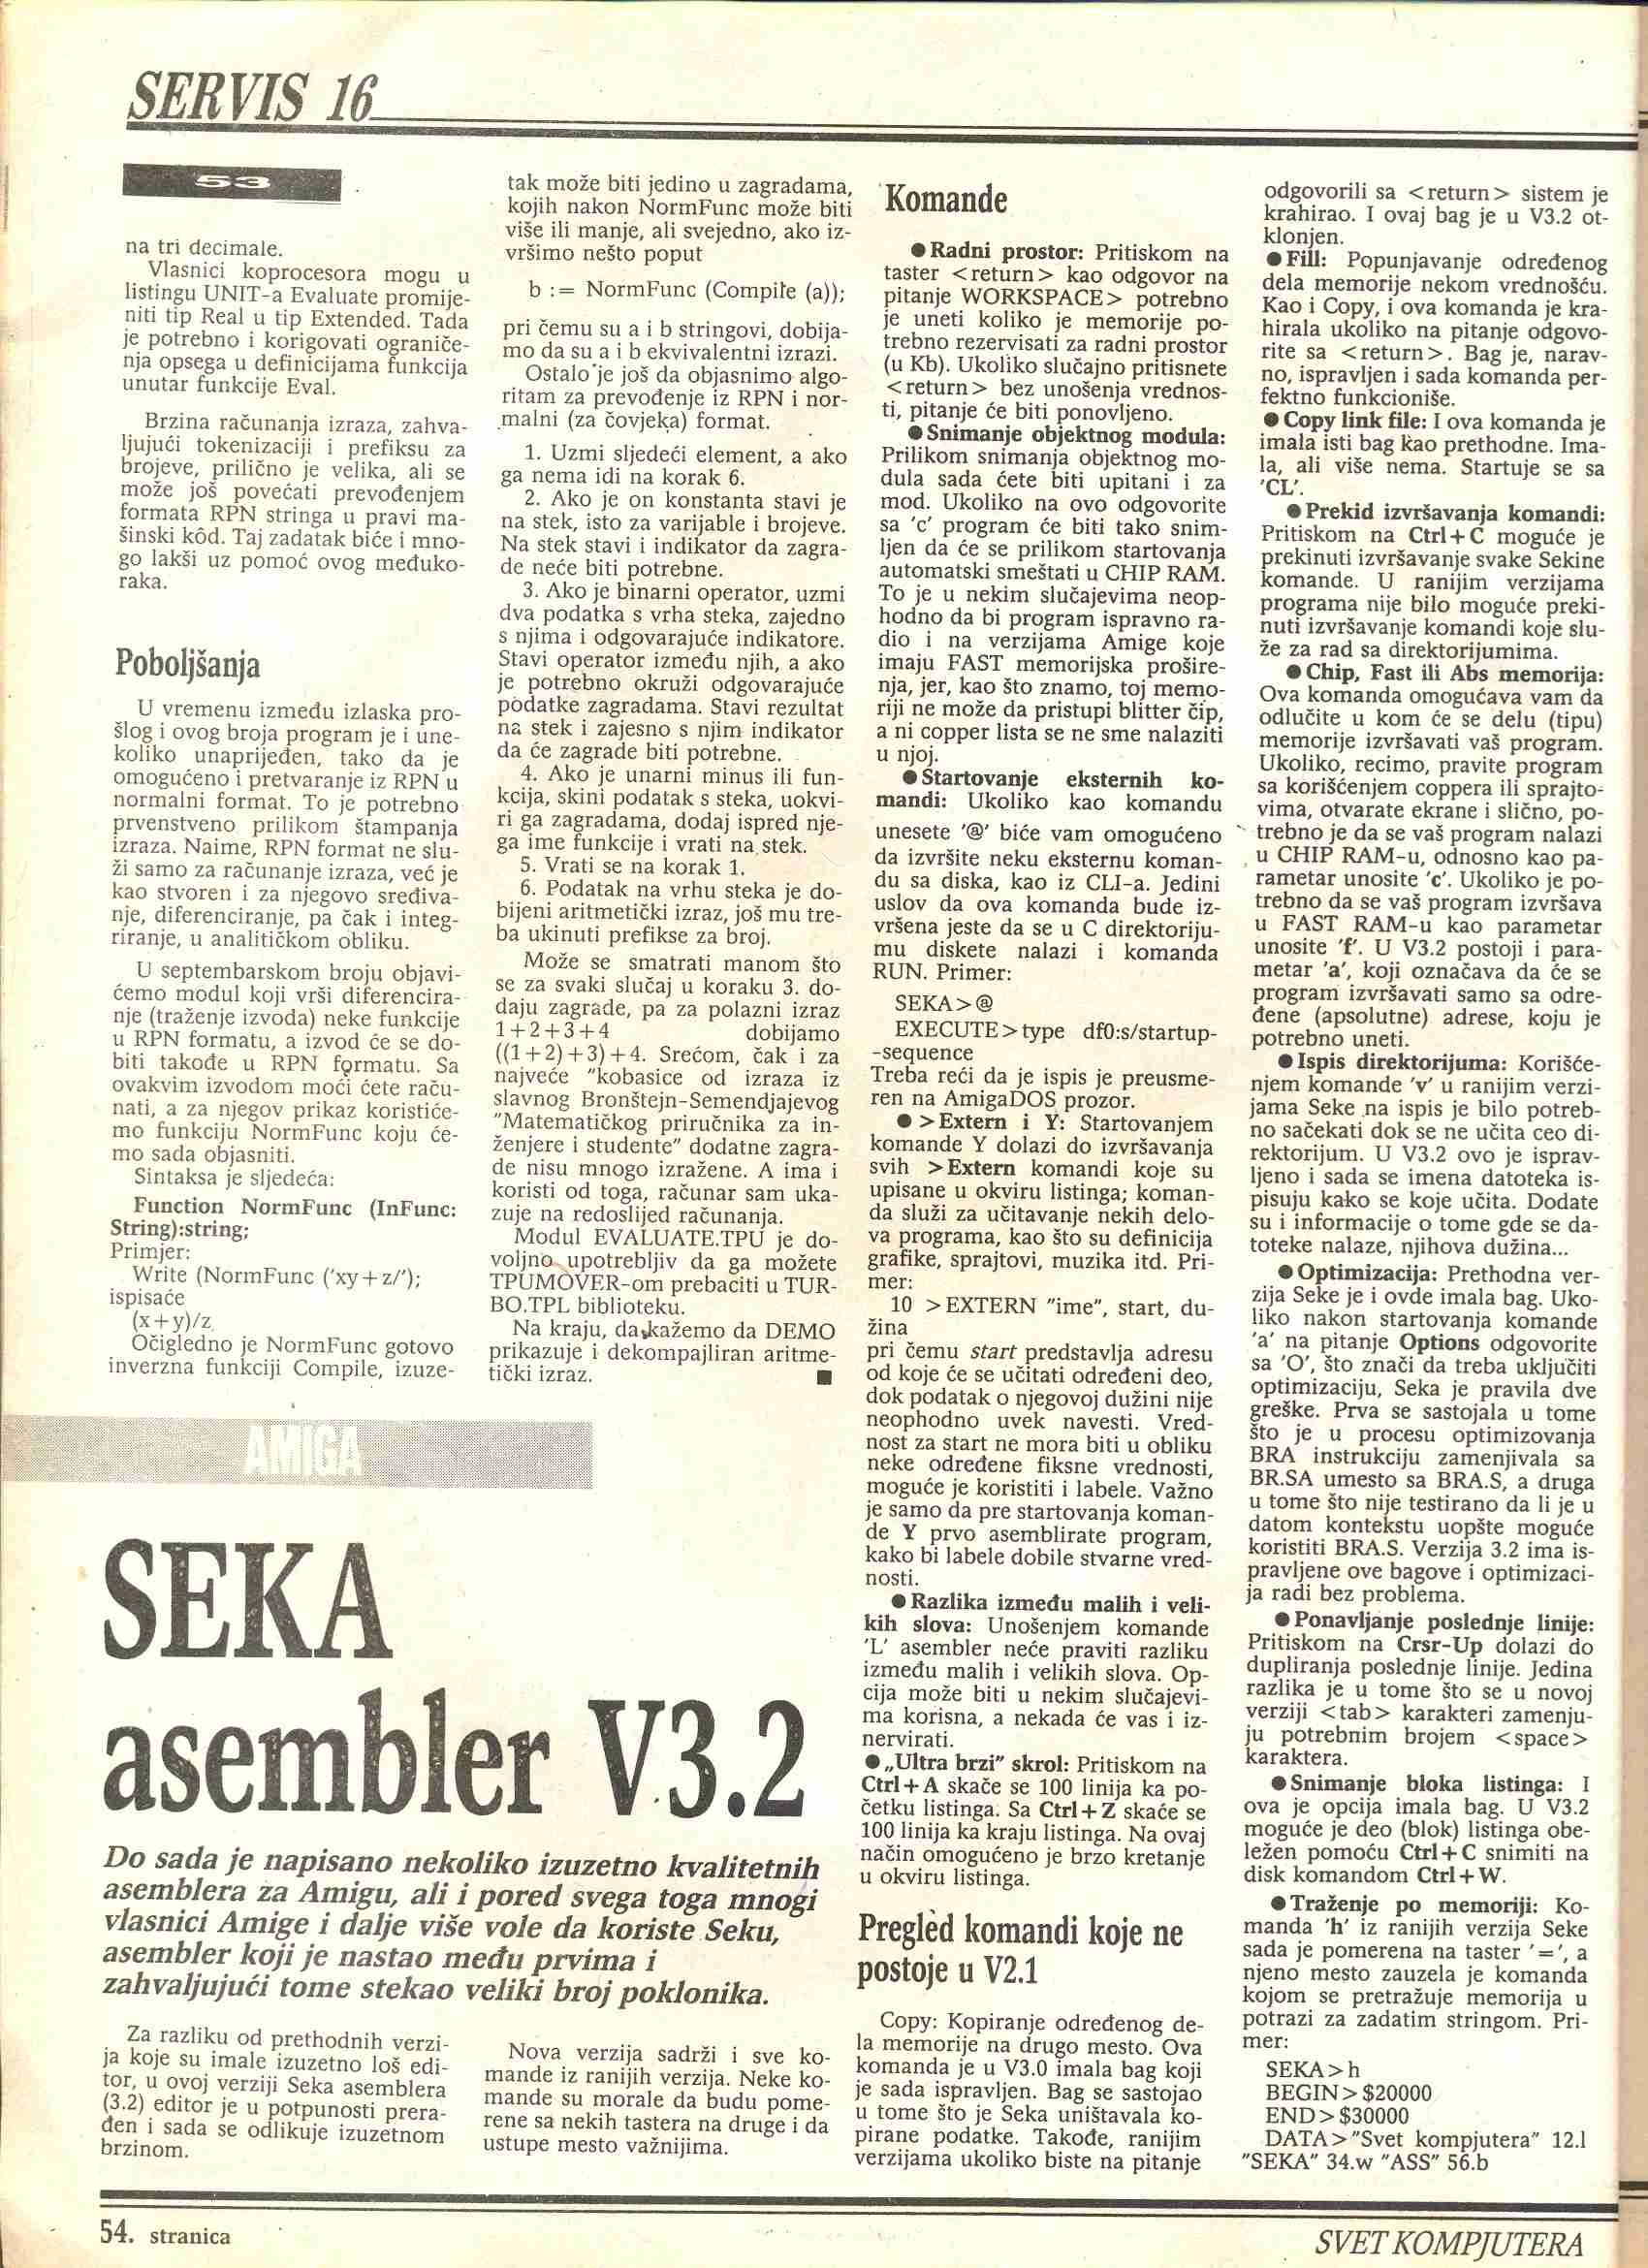 SERVIS 16
53
na tri decimale.
Vlasnici koprocesora mogu u
listingu UNIT-a Evaluate promije-
niti tip Real u tip Extended. Tada
je potrebno i korigovati ograniče-
nja opsega u definicijama funkcija
unutar funkcije Eval.
Brzina računanja izraza, zahva-
ljujući tokenizaciji i prefiksu za
brojeve, prilično je velika, ali se
može još povećati prevođenjem
formata RPN stringa u pravi ma-
šinski kôd. Taj zadatak biće i mno-
go lakši uz pomoć ovog međuko-
raka.
Poboljšanja
U vremenu između izlaska pro-
šlog i ovog broja program je i une-
koliko unaprijeđen, tako da je
omogućeno i pretvaranje iz RPN u
normalni format. To je potrebno
prvenstveno prilikom štampanja
izraza. Naime, RPN format ne slu-
ži samo za računanje izraza, već je
kao stvoren i za njegovo sređiva-
nje, diferenciranje, pa čak i integ-
riranje, u analitičkom obliku.
U septembarskom broju objavi-
ćemo modul koji vrši diferencira-
nje (traženje izvoda) neke funkcije
u RPN formatu, a izvod će se do-
biti takođe u RPN formatu. Sa
ovakvim izvodom moći ćete raču-
nati, a za njegov prikaz koristiće-
mo funkciju NormFunc koju će-
mo sada objasniti.
Sintaksa je sljedeća:
Function NormFunc (InFunc:
String):string;
Primjer:
Write (NormFunc ('xy+z/');
ispisaće
(x+y)/z
Očigledno je NormFunc gotovo
inverzna funkciji Compile, izuze-
tak može biti jedino u zagradama,
kojih nakon NormFunc može biti
više ili manje, ali svejedno, ako iz-
vršimo nešto poput
b := NormFunc (Compile (a));
pri čemu su a i b stringovi, dobija-
mo da su a i b ekvivalentni izrazi.
Ostalo je još da objasnimo algo-
ritam za prevođenje iz RPN i nor-
malni (za čovjeka) format.
1. Uzmi sljedeći element, a ako
ga nema idi na korak 6.
2. Ako je on konstanta stavi je
na stek, isto za varijable i brojeve.
Na stek stavi i indikator da zagra-
de neće biti potrebne.
3. Ako je binarni operator, uzmi
dva podatka s vrha steka, zajedno
s njima i odgovarajuće indikatore.
Stavi operator između njih, a ako
je potrebno okruži odgovarajuće
podatke zagradama. Stavi rezultat
na stek i zajesno s njim indikator
da će zagrade biti potrebne.
4. Ako je unarni minus ili fun-
kcija, skini podatak s steka, uokvi-
ri ga zagradama, dodaj ispred nje-
ga ime funkcije i vrati na stek.
5. Vrati se na korak 1.
6. Podatak na vrhu steka je do-
bijeni aritmetički izraz, još mu tre-
ba ukinuti prefikse za broj.
Može se smatrati manom što
se za svaki slučaj u koraku 3. do-
daju zagrade, pa za polazni izraz
1+2+3+4 dobijamo
((1+2)+3)+4. Srećom, čak i za
najveće "kobasice od izraza iz
slavnog Bronštejn-Semendjajevog
"Matematičkog priručnika za in-
ženjere i studente" dodatne zagra-
de nisu mnogo izražene. A ima i
koristi od toga, računar sam uka-
zuje na redoslijed računanja.
Modul EVALUATE.TPU je do-
voljno upotrebljiv da ga možete
TPUMOVER-om prebaciti u TUR-
BO.TPL biblioteku.
Na kraju, da kažemo da DEMO
prikazuje i dekompajliran aritme-
tički izraz. ■
AMIGA
SEKA
asembler V3.2
Do sada je napisano nekoliko izuzetno kvalitetnih
asemblera za Amigu, ali i pored svega toga mnogi
vlasnici Amige i dalje više vole da koriste Seku,
asembler koji je nastao među prvima i
zahvaljujući tome stekao veliki broj poklonika.
Za razliku od prethodnih verzi-
ja koje su imale izuzetno loš edi-
tor, u ovoj verziji Seka asemblera
(3.2) editor je u potpunosti prera-
đen i sada se odlikuje izuzetnom
brzinom.
Nova verzija sadrži i sve ko-
mande iz ranijih verzija. Neke ko-
mande su morale da budu pome-
rene sa nekih tastera na druge i da
ustupe mesto važnijima.
Komande
● Radni prostor: Pritiskom na
taster <return> kao odgovor na
pitanje WORKSPACE> potrebno
je uneti koliko je memorije po-
trebno rezervisati za radni prostor
(u Kb). Ukoliko slučajno pritisnete
<return> bez unošenja vrednos-
ti, pitanje će biti ponovljeno.
● Snimanje objektnog modula:
Prilikom snimanja objektnog mo-
dula sada ćete biti upitani i za
mod. Ukoliko na ovo odgovorite
sa 'c' program će biti tako snim-
ljen da će se prilikom startovanja
automatski smeštati u CHIP RAM.
To je u nekim slučajevima neop-
hodno da bi program ispravno ra-
dio i na verzijama Amige koje
imaju FAST memorijska prošire-
nja, jer, kao što znamo, toj memo-
riji ne može da pristupi blitter čip,
a ni copper lista se ne sme nalaziti
u njoj.
● Startovanje eksternih ko-
mandi: Ukoliko kao komandu
unesete '@' biće vam omogućeno
da izvršite neku eksternu koman-
du sa diska, kao iz CLI-a. Jedini
uslov da ova komanda bude iz-
vršena jeste da se u C direktoriju-
mu diskete nalazi i komanda
RUN. Primer:
SEKA>@
EXECUTE>type df0:s/startup-
-sequence
Treba reći da je ispis je preusme-
ren na AmigaDOS prozor.
● >Extern i Y: Startovanjem
komande Y dolazi do izvršavanja
svih >Extern komandi koje su
upisane u okviru listinga; koman-
da služi za učitavanje nekih delo-
va programa, kao što su definicija
grafike, sprajtovi, muzika itd. Pri-
mer:
10 >EXTERN "ime", start, du-
žina
pri čemu start predstavlja adresu
od koje će se učitati određeni deo,
dok podatak o njegovoj dužini nije
neophodno uvek navesti. Vred-
nost za start ne mora biti u obliku
neke određene fiksne vrednosti,
moguće je koristiti i labele. Važno
je samo da pre startovanja koman-
de Y prvo asemblirate program,
kako bi labele dobile stvarne vred-
nosti.
● Razlika između malih i veli-
kih slova: Unošenjem komande
'L' asembler neće praviti razliku
između malih i velikih slova. Op-
cija može biti u nekim slučajevi-
ma korisna, a nekada će vas i iz-
nervirati.
● „Ultra brzi" skrol: Pritiskom na
Ctrl+A skače se 100 linija ka po-
četku listinga. Sa Ctrl+Z skaće se
100 linija ka kraju listinga. Na ovaj
način omogućeno je brzo kretanje
u okviru listinga.
Pregled komandi koje ne
postoje u V2.1
Copy: Kopiranje određenog de-
la memorije na drugo mesto. Ova
komanda je u V3.0 imala bag koji
je sada ispravljen. Bag se sastojao
u tome što je Seka uništavala ko-
pirane podatke. Takođe, ranijim
verzijama ukoliko biste na pitanje
odgovorili sa <return> sistem je
krahirao. I ovaj bag je u V3.2 ot-
klonjen.
● Fill: Popunjavanje određenog
dela memorije nekom vrednošću.
Kao i Copy, i ova komanda je kra-
hirala ukoliko na pitanje odgovo-
rite sa <return>. Bag je, narav-
no, ispravljen i sada komanda per-
fektno funkcioniše.
● Copy link file: I ova komanda je
imala isti bag kao prethodne. Ima-
la, ali više nema. Startuje se sa
'CL'.
● Prekid izvršavanja komandi:
Pritiskom na Ctrl+C moguće je
prekinuti izvršavanje svake Sekine
komande. U ranijim verzijama
programa nije bilo moguće preki-
nuti izvršavanje komandi koje slu-
že za rad sa direktorijumima.
● Chip, Fast ili Abs memorija:
Ova komanda omogućava vam da
odlučite u kom će se delu (tipu)
memorije izvršavati vaš program.
Ukoliko, recimo, pravite program
sa korišćenjem coppera ili sprajto-
vima, otvarate ekrane i slično, po-
trebno je da se vaš program nalazi
u CHIP RAM-u, odnosno kao pa-
rametar unosite 'c'. Ukoliko je po-
trebno da se vaš program izvršava
u FAST RAM-u kao parametar
unosite 'f'. U V3.2 postoji i para-
metar 'a', koji označava da će se
program izvršavati samo sa odre-
đene (apsolutne) adrese, koju je
potrebno uneti.
● Ispis direktorijuma: Korišće-
njem komande 'v' u ranijim verzi-
jama Seke na ispis je bilo potreb-
no sačekati dok se ne učita ceo di-
rektorijum. U V3.2 ovo je isprav-
ljeno i sada se imena datoteka is-
pisuju kako se koje učita. Dodate
su i informacije o tome gde se da-
toteke nalaze, njihova dužina...
● Optimizacija: Prethodna ver-
zija Seke je i ovde imala bag. Uko-
liko nakon startovanja komande
'a' na pitanje Options odgovorite
sa 'O', što znači da treba uključiti
optimizaciju, Seka je pravila dve
greške. Prva se sastojala u tome
što je u procesu optimizovanja
BRA instrukciju zamenjivala sa
BR.SA umesto sa BRA.S, a druga
u tome što nije testirano da li je u
datom kontekstu uopšte moguće
koristiti BRA.S. Verzija 3.2 ima is-
pravljene ove bagove i optimizaci-
ja radi bez problema.
● Ponavljanje poslednje linije:
Pritiskom na Crsr-Up dolazi do
dupliranja poslednje linije. Jedina
razlika je u tome što se u novoj
verziji <tab> karakteri zamenju-
ju potrebnim brojem <space>
karaktera.
● Snimanje bloka listinga: I
ova je opcija imala bag. U V3.2
moguće je deo (blok) listinga obe-
ležen pomoću Ctrl+C snimiti na
disk komandom Ctrl+W.
● Traženje po memoriji: Ko-
manda 'h' iz ranijih verzija Seke
sada je pomerena na taster '=', a
njeno mesto zauzela je komanda
kojom se pretražuje memorija u
potrazi za zadatim stringom. Pri-
mer:
SEKA>h
BEGIN>$20000
END>$30000
DATA>"Svet kompjutera" 12.l
"SEKA" 34.w "ASS" 56.b
54. stranica
SVET KOMPJUTERA